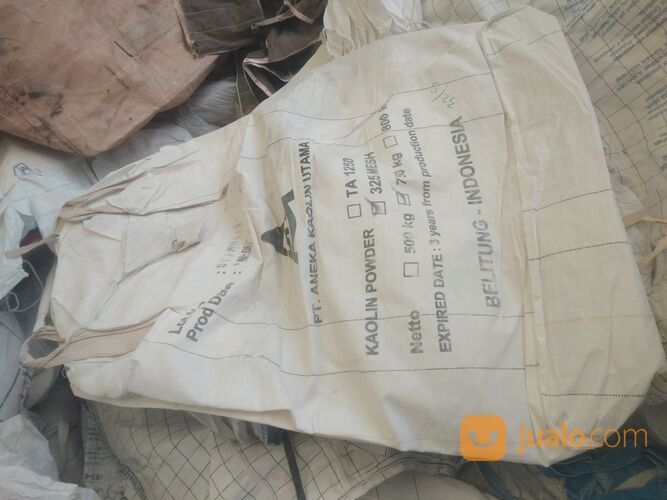 PT. ANEKA KAOLIN UTAMA
KAOLIN POWDER TA 1250
325 MESH
Netto 500 kg 750 kg 800
EXPIRED DATE : 3 years from production date
BELITUNG - INDONESIA
Prod Date
jualo.com